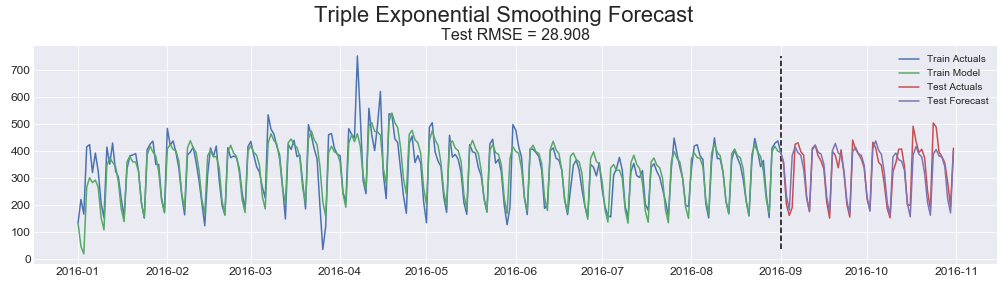 Triple Exponential Smoothing Forecast
Test RMSE = 28.908
700
600
500
400
300
200
100
0
Train Actuals
Train Model
Test Actuals
Test Forecast
2016-01 2016-02 2016-03 2016-04 2016-05 2016-06 2016-07 2016-08 2016-09 2016-10 2016-11